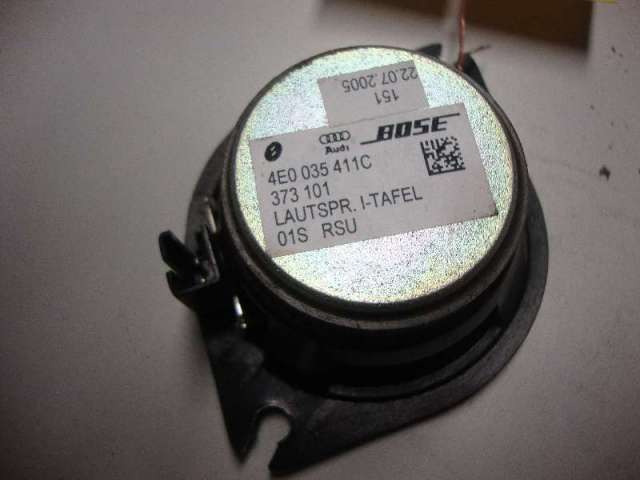 22.07.2005
151
Audi BOSE
4E0 035 411C
373 101
LAUTSPR. I-TAFEL
01S RSU